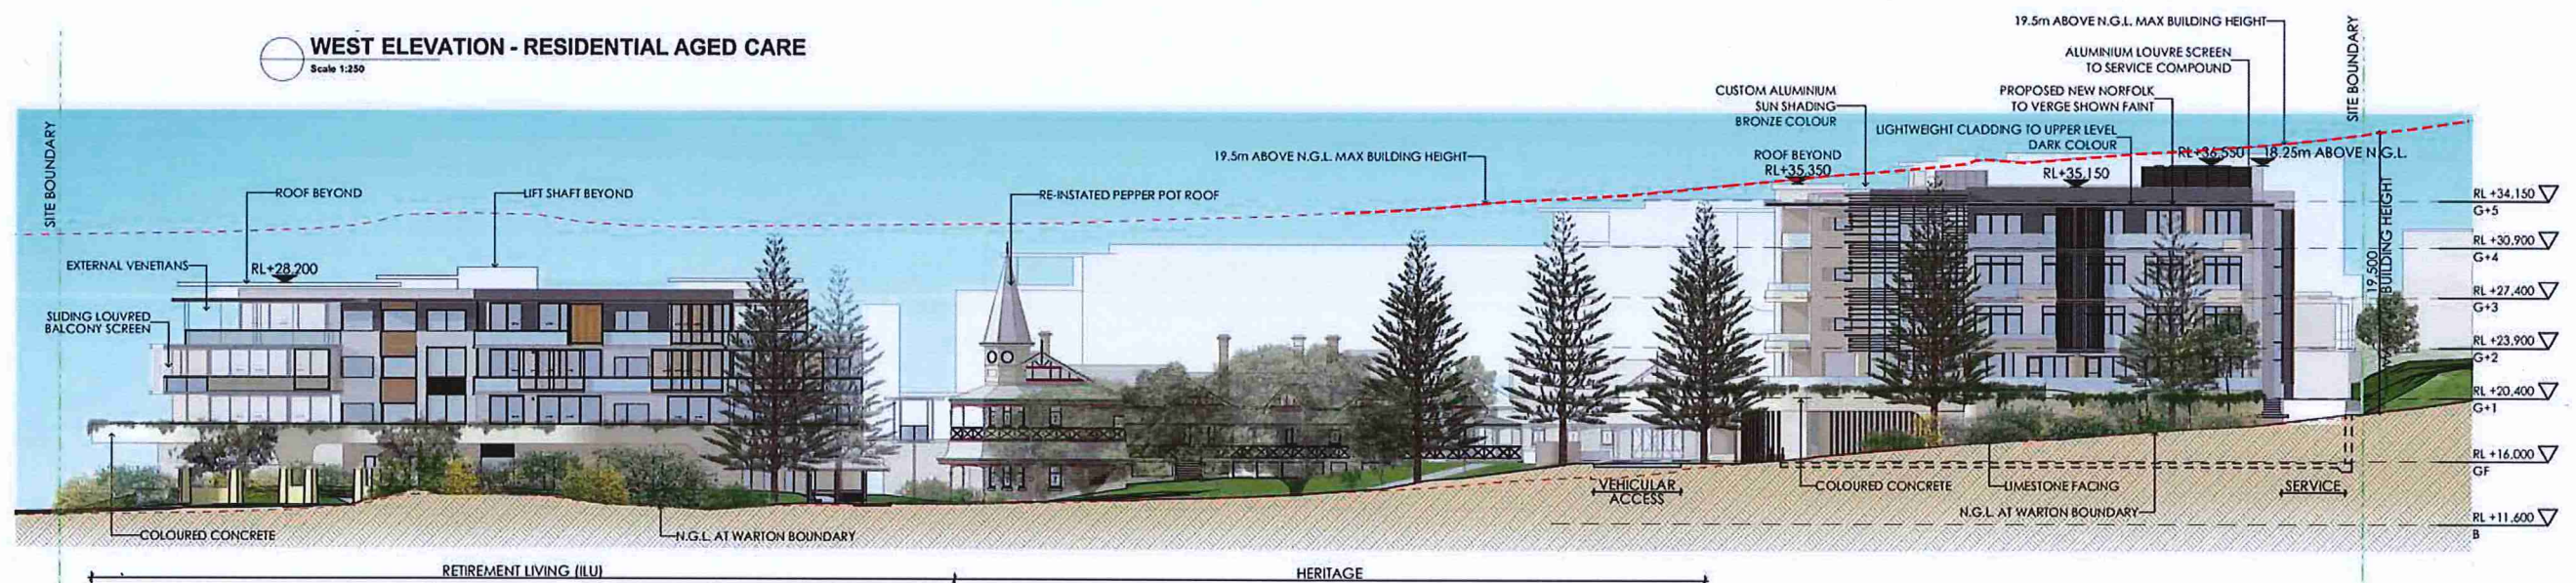 WEST ELEVATION - RESIDENTIAL AGED CARE
Scale 1:250
SITE BOUNDARY
ROOF BEYOND
LIFT SHAFT BEYOND
EXTERNAL VENETIANS
RL+28,200
SLIDING LOUVRED
BALCONY SCREEN
19.5m ABOVE N.G.L. MAX BUILDING HEIGHT
RE-INSTATED PEPPER POT ROOF
19.5m ABOVE N.G.L. MAX BUILDING HEIGHT
ALUMINIUM LOUVRE SCREEN
TO SERVICE COMPOUND
CUSTOM ALUMINIUM
SUN SHADING
BRONZE COLOUR
PROPOSED NEW NORFOLK
TO VERGE SHOWN FAINT
LIGHTWEIGHT CLADDING TO UPPER LEVEL
DARK COLOUR
ROOF BEYOND
RL+35,350
RL+36,550
18.25m ABOVE N.G.L.
RL+35,150
SITE BOUNDARY
19,500
BUILDING HEIGHT
RL +34,150
G+5
RL +30,900
G+4
RL +27,400
G+3
RL +23,900
G+2
RL +20,400
G+1
RL +16,000
GF
RL +11,600
B
COLOURED CONCRETE
N.G.L. AT WARTON BOUNDARY
VEHICULAR
ACCESS
COLOURED CONCRETE
LIMESTONE FACING
N.G.L. AT WARTON BOUNDARY
SERVICE
RETIREMENT LIVING (ILU)
HERITAGE